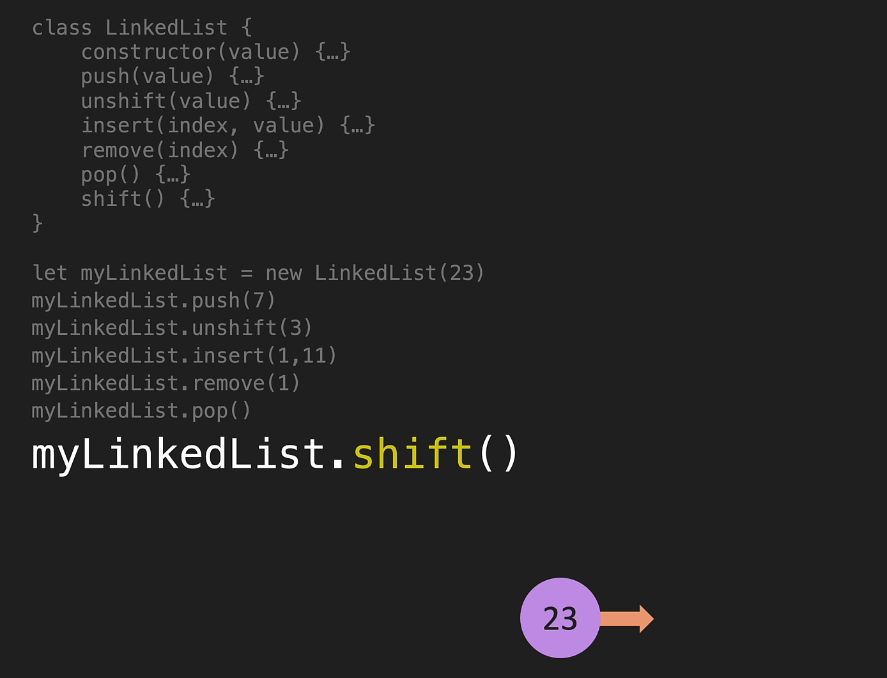 class LinkedList {
    constructor(value) {…}
    push(value) {…}
    unshift(value) {…}
    insert(index, value) {…}
    remove(index) {…}
    pop() {…}
    shift() {…}
}
let myLinkedList = new LinkedList(23)
myLinkedList.push(7)
myLinkedList.unshift(3)
myLinkedList.insert(1,11)
myLinkedList.remove(1)
myLinkedList.pop()
myLinkedList.shift()
23